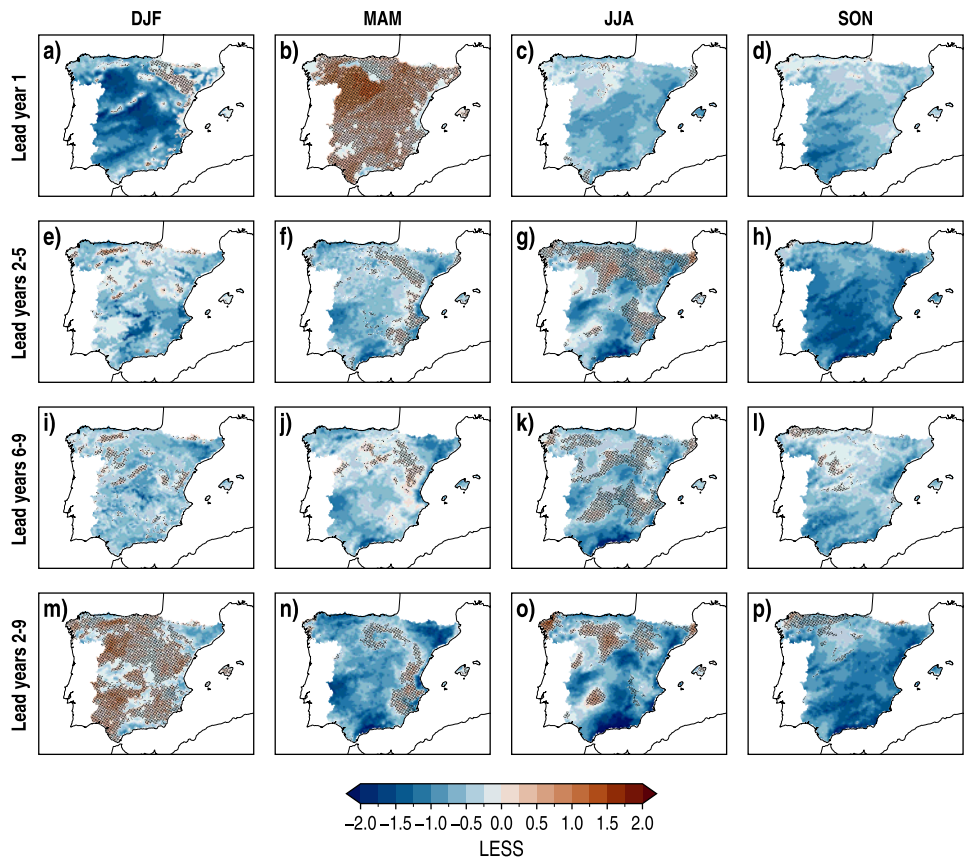 DJF MAM JJA SON
Lead year 1
a) b) c) d)
Lead years 2-5
e) f) g) h)
Lead years 6-9
i) j) k) l)
Lead years 2-9
m) n) o) p)
−2.0 −1.5 −1.0 −0.5 0.0 0.5 1.0 1.5 2.0
LESS